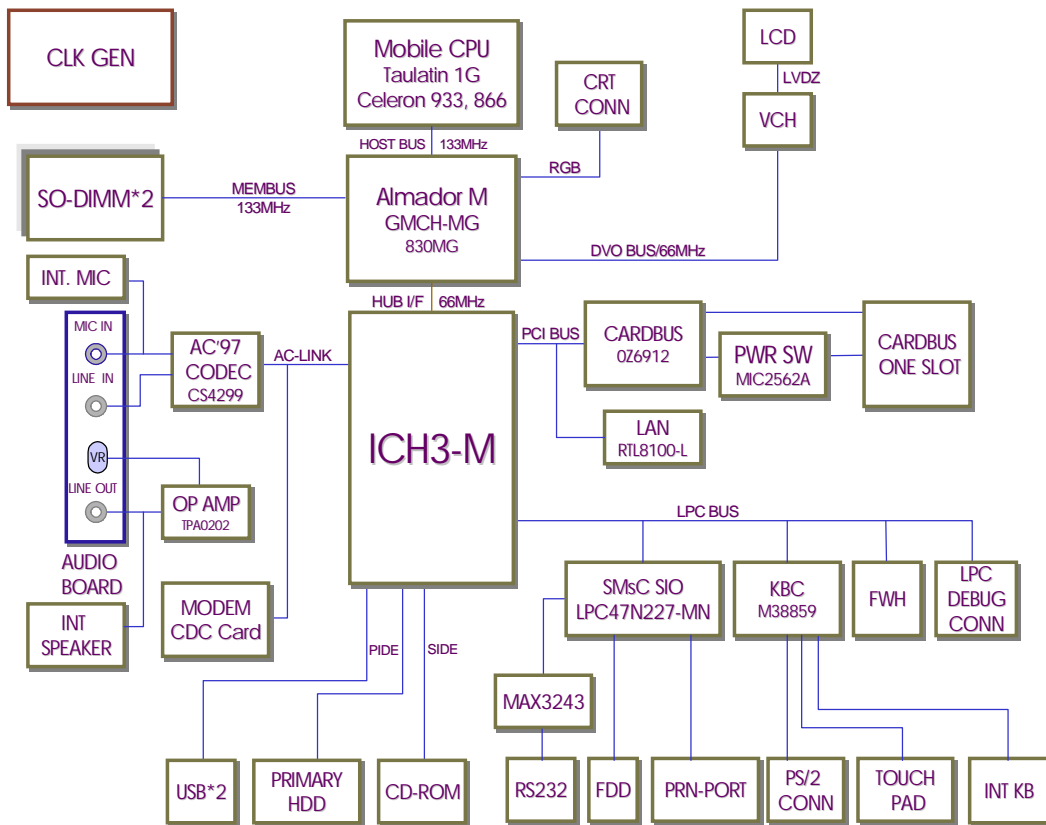 CLK GEN
Mobile CPU
Taulatin 1G
Celeron 933, 866
LCD
LVDZ
VCH
CRT
CONN
HOST BUS 133MHz
RGB
SO-DIMM*2
MEMBUS
133MHz
Almador M
GMCH-MG
830MG
DVO BUS/66MHz
INT. MIC
HUB I/F 66MHz
MIC IN
LINE IN
VR
LINE OUT
AUDIO
BOARD
AC'97
CODEC
CS4299
AC-LINK
OP AMP
TPA0202
ICH3-M
PCI BUS
CARDBUS
OZ6912
PWR SW
MIC2562A
CARDBUS
ONE SLOT
LAN
RTL8100-L
LPC BUS
INT
SPEAKER
MODEM
CDC Card
SMsC SIO
LPC47N227-MN
KBC
M38859
FWH
LPC
DEBUG
CONN
PIDE
SIDE
MAX3243
USB*2
PRIMARY
HDD
CD-ROM
RS232
FDD
PRN-PORT
PS/2
CONN
TOUCH
PAD
INT KB